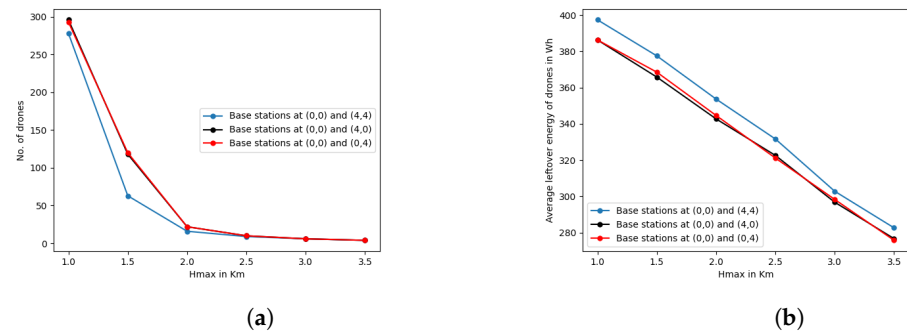 300
250
200
150
100
50
0
No. of drones
Base stations at (0,0) and (4,4)
Base stations at (0,0) and (4,0)
Base stations at (0,0) and (0,4)
1.0 1.5 2.0 2.5 3.0 3.5
Hmax in Km
(a)
400
380
360
340
320
300
280
Average leftover energy of drones in Wh
Base stations at (0,0) and (4,4)
Base stations at (0,0) and (4,0)
Base stations at (0,0) and (0,4)
1.0 1.5 2.0 2.5 3.0 3.5
Hmax in Km
(b)